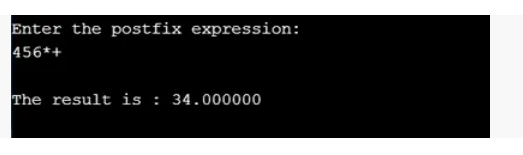 Enter the postfix expression:
456*+
The result is : 34.000000